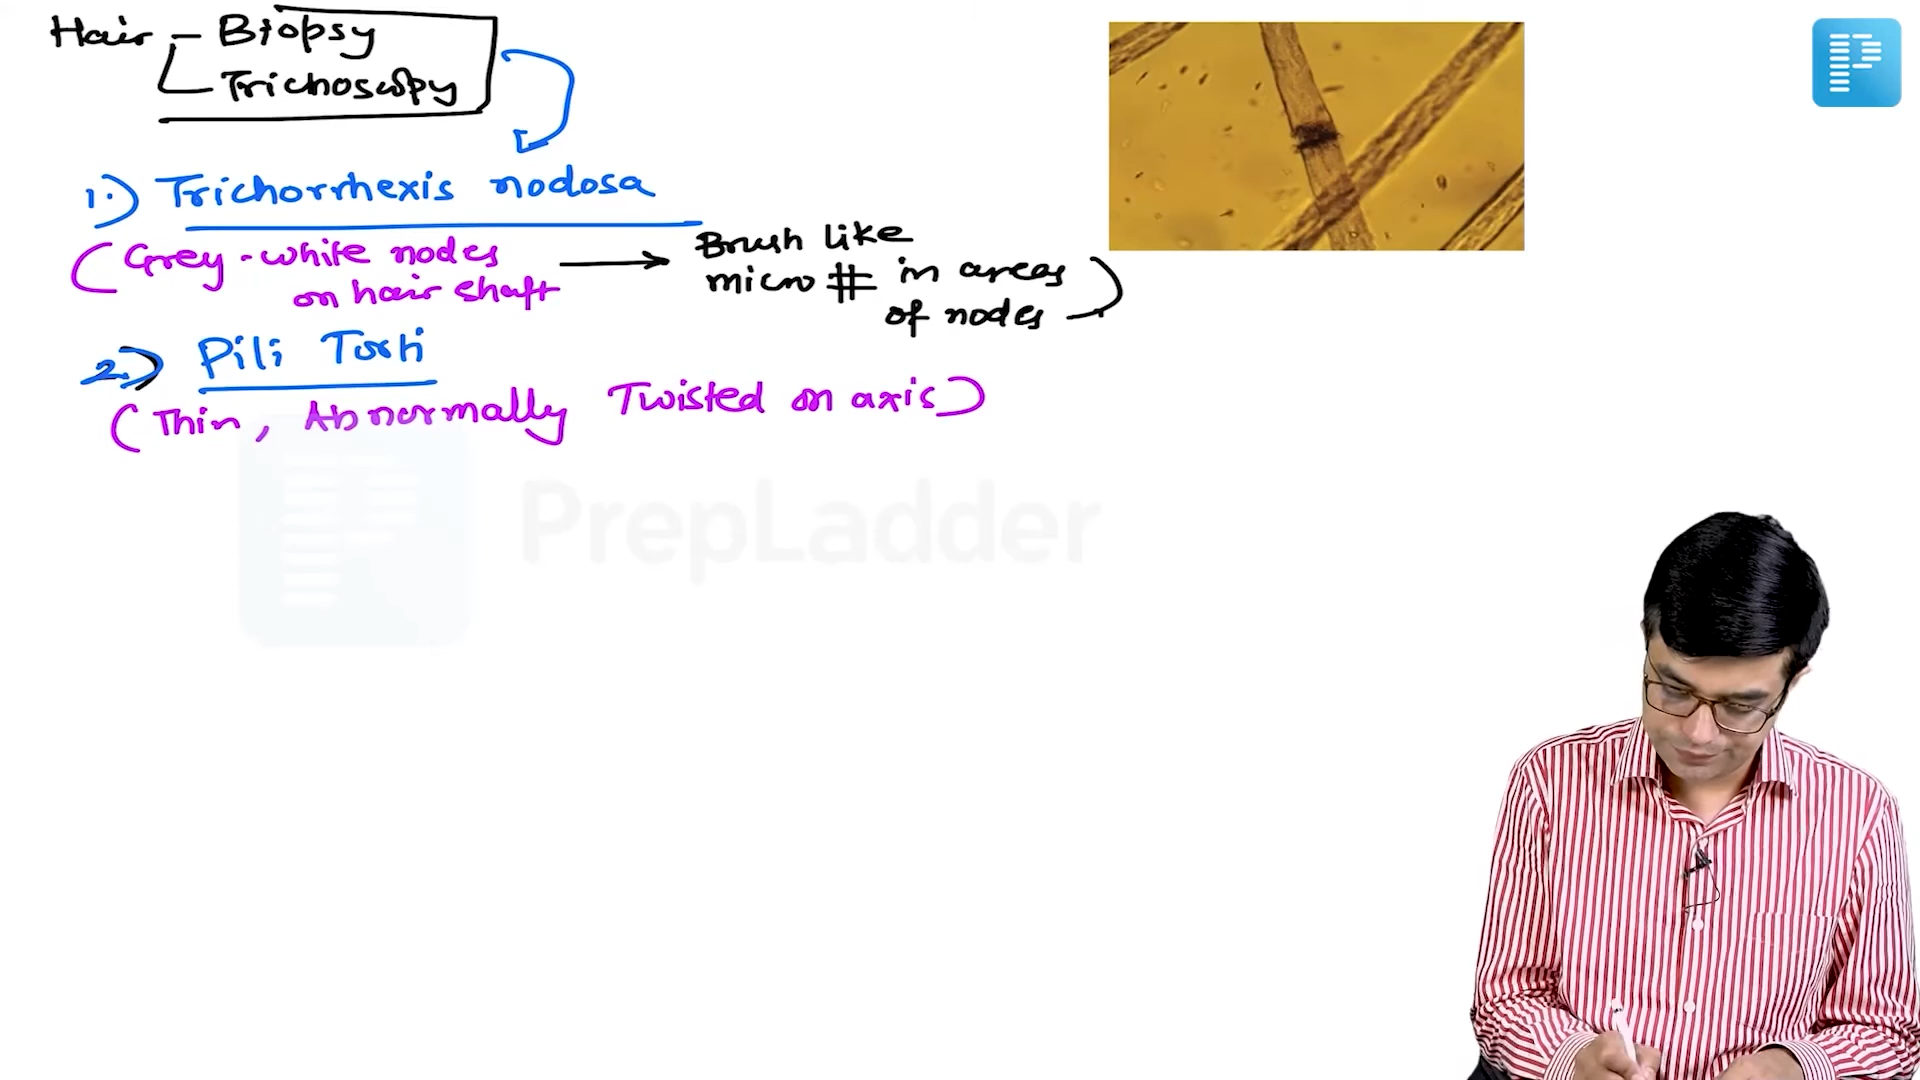 Hair - Biopsy
Trichoscopy
1.) Trichorrhexis nodosa
(Grey-white nodes
on hair shaft → Brush like
micro # in areas
of nodes)
2.) Pili Torti
(Thin, Abnormally Twisted on axis)
PrepLadder